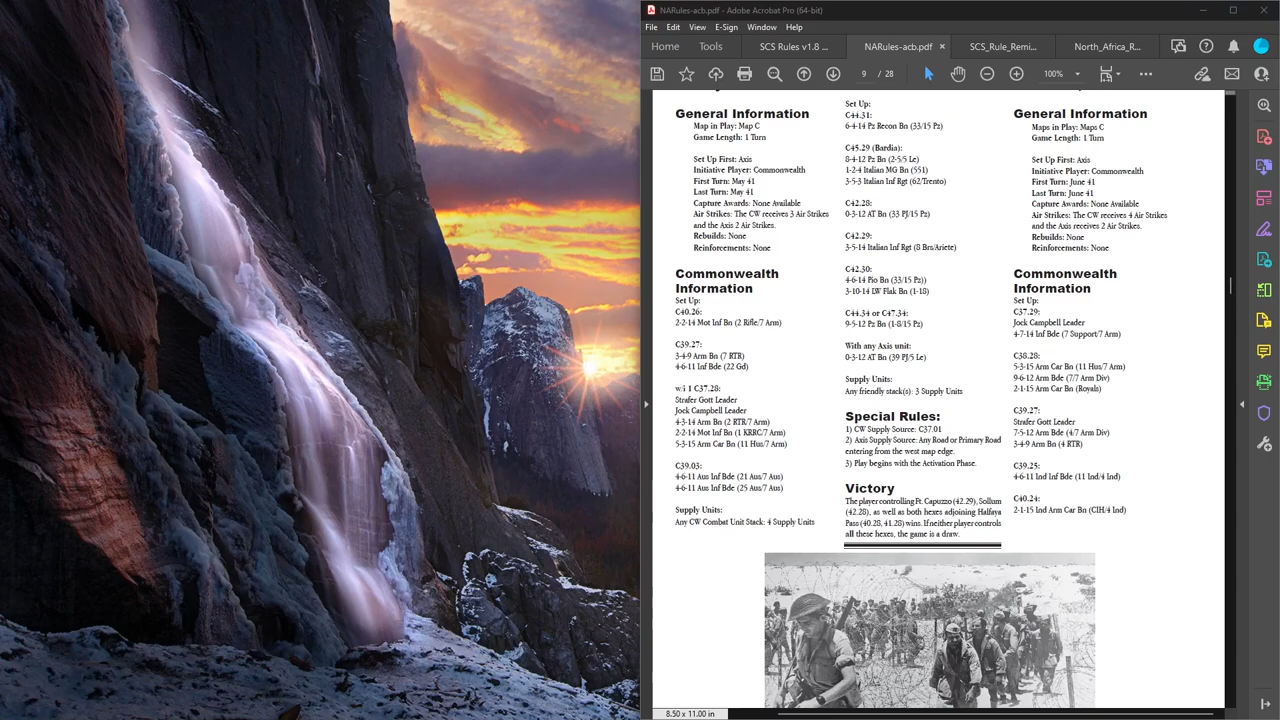 NARules-acb.pdf - Adobe Acrobat Pro (64-bit)
File Edit View E-Sign Window Help
Home Tools SCS Rules v1.8 ... NARules-acb.pdf × SCS_Rule_Remi... North_Africa_R...
9 / 28 100%
General Information
Map in Play: Map C
Game Length: 1 Turn
Set Up First: Axis
Initiative Player: Commonwealth
First Turn: May 41
Last Turn: May 41
Capture Awards: None Available
Air Strikes: The CW receives 3 Air Strikes
and the Axis 2 Air Strikes.
Rebuilds: None
Reinforcements: None
Commonwealth
Information
Set Up:
C40.26:
2-2-14 Mot Inf Bn (2 Rifle/7 Arm)
C39.27:
3-4-9 Arm Bn (7 RTR)
4-6-11 Inf Bde (22 Gd)
w/i 1 C37.28:
Strafer Gott Leader
Jock Campbell Leader
4-3-14 Arm Bn (2 RTR/7 Arm)
2-2-14 Mot Inf Bn (1 KRRC/7 Arm)
5-3-15 Arm Car Bn (11 Hus/7 Arm)
C39.03:
4-6-11 Aus Inf Bde (21 Aus/7 Aus)
4-6-11 Aus Inf Bde (25 Aus/7 Aus)
Supply Units:
Any CW Combat Unit Stack: 4 Supply Units
Set Up:
C44.31:
6-4-14 Pz Recon Bn (33/15 Pz)
C45.29 (Bardia):
8-4-12 Pz Bn (2-5/5 Le)
1-2-4 Italian MG Bn (551)
3-5-3 Italian Inf Rgt (62/Trento)
C42.28:
0-3-12 AT Bn (33 PJ/15 Pz)
C42.29:
3-5-14 Italian Inf Rgt (8 Brs/Ariete)
C42.30:
4-6-14 Pio Bn (33/15 Pz))
3-10-14 LW Flak Bn (1-18)
C44.34 or C47.34:
9-5-12 Pz Bn (1-8/15 Pz)
With any Axis unit:
0-3-12 AT Bn (39 PJ/5 Le)
Supply Units:
Any friendly stack(s): 3 Supply Units
Special Rules:
1) CW Supply Source: C37.01
2) Axis Supply Source: Any Road or Primary Road
entering from the west map edge.
3) Play begins with the Activation Phase.
Victory
The player controlling Ft. Capuzzo (42.29), Sollum
(42.28), as well as both hexes adjoining Halfaya
Pass (40.28, 41.28) wins. If neither player controls
all these hexes, the game is a draw.
General Information
Maps in Play: Maps C
Game Length: 1 Turn
Set Up First: Axis
Initiative Player: Commonwealth
First Turn: June 41
Last Turn: June 41
Capture Awards: None Available
Air Strikes: The CW receives 4 Air Strikes
and the Axis receives 2 Air Strikes.
Rebuilds: None
Reinforcements: None
Commonwealth
Information
Set Up:
C37.29:
Jock Campbell Leader
4-7-14 Inf Bde (7 Support/7 Arm)
C38.28:
5-3-15 Arm Car Bn (11 Hus/7 Arm)
9-6-12 Arm Bde (7/7 Arm Div)
2-1-15 Arm Car Bn (Royals)
C39.27:
Strafer Gott Leader
7-5-12 Arm Bde (4/7 Arm Div)
3-4-9 Arm Bn (4 RTR)
C39.25:
4-6-11 Ind Inf Bde (11 Ind/4 Ind)
C40.24:
2-1-15 Ind Arm Car Bn (CIH/4 Ind)
8.50 x 11.00 in